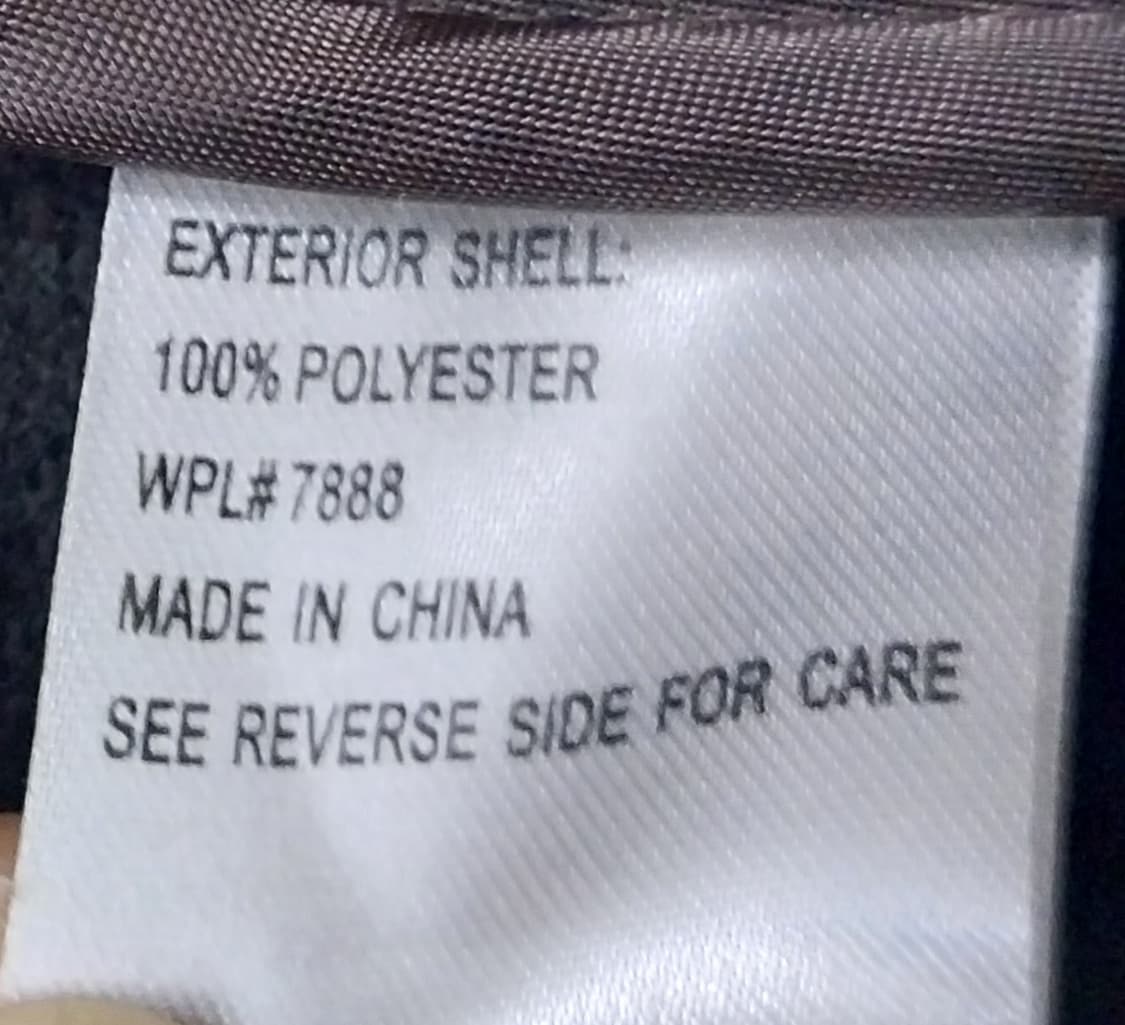 EXTERIOR SHELL:
100% POLYESTER
WPL# 7888
MADE IN CHINA
SEE REVERSE SIDE FOR CARE